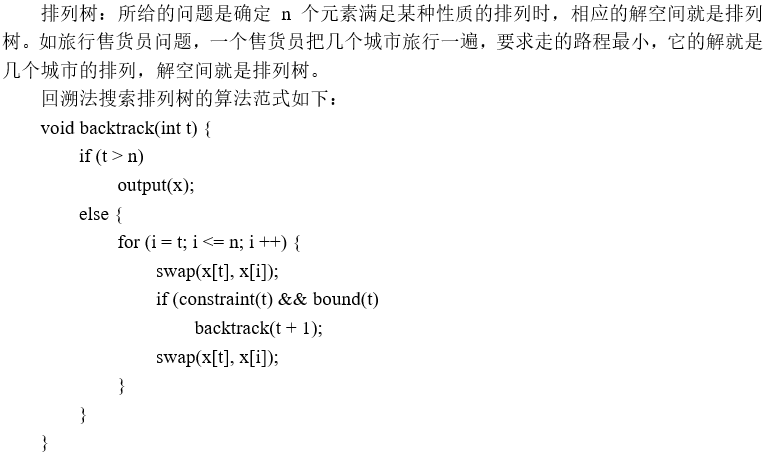 排列树：所给的问题是确定 n 个元素满足某种性质的排列时，相应的解空间就是排列
树。如旅行售货员问题，一个售货员把几个城市旅行一遍，要求走的路程最小，它的解就是
几个城市的排列，解空间就是排列树。
回溯法搜索排列树的算法范式如下：
void backtrack(int t) {
if (t > n)
output(x);
else {
for (i = t; i <= n; i ++) {
swap(x[t], x[i]);
if (constraint(t) && bound(t)
backtrack(t + 1);
swap(x[t], x[i]);
}
}
}